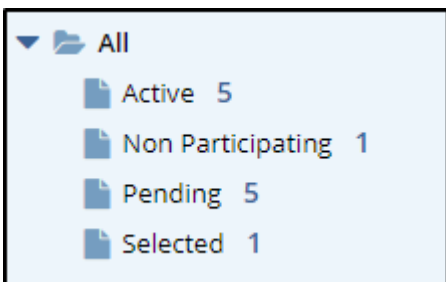 All
Active 5
Non Participating 1
Pending 5
Selected 1